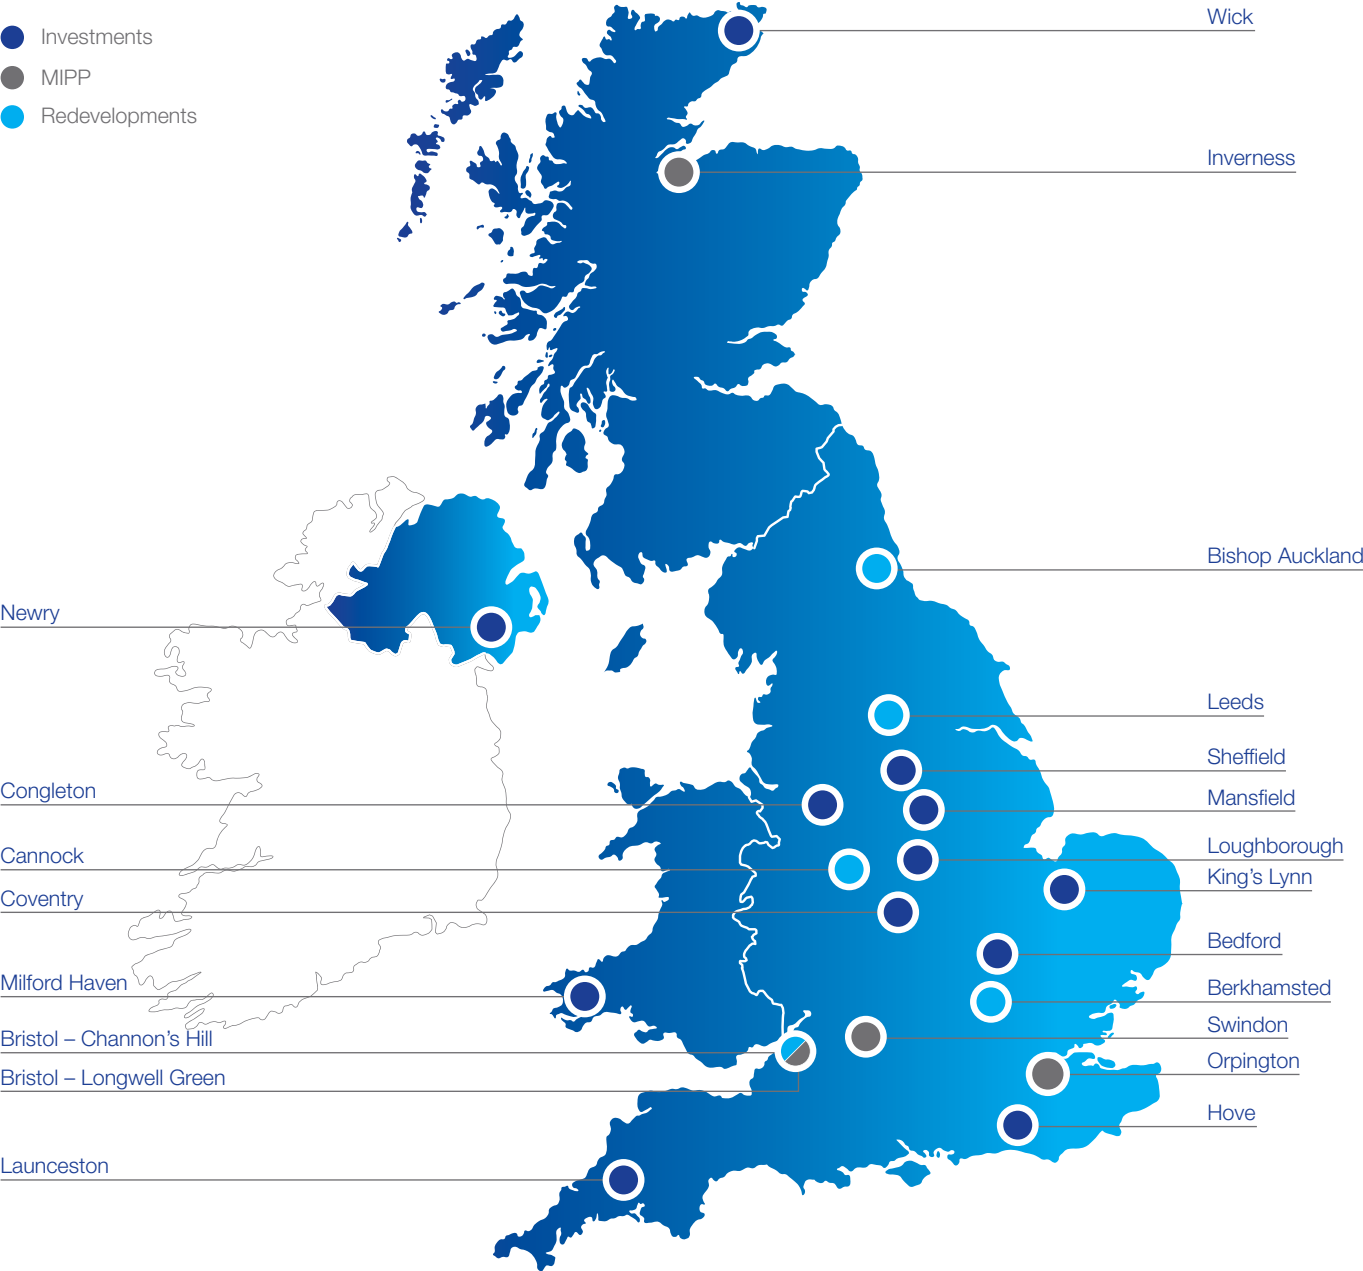 Investments
MIPP
Redevelopments
Wick
Inverness
Bishop Auckland
Newry
Leeds
Sheffield
Congleton
Mansfield
Loughborough
Cannock
King’s Lynn
Coventry
Bedford
Milford Haven
Berkhamsted
Swindon
Bristol – Channon’s Hill
Orpington
Bristol – Longwell Green
Hove
Launceston